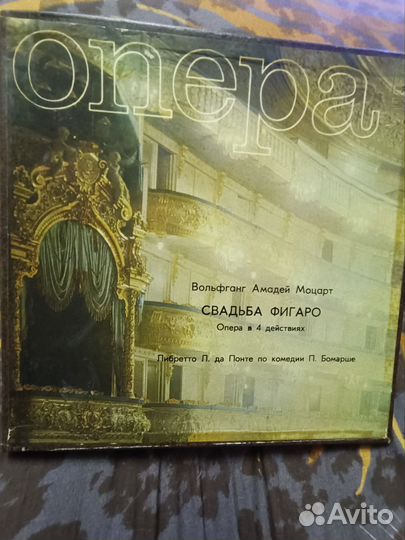 опера
Вольфганг Амадей Моцарт
СВАДЬБА ФИГАРО
Опера в 4 действиях
Либретто Л. да Понте по комедии П. Бомарше
Avito